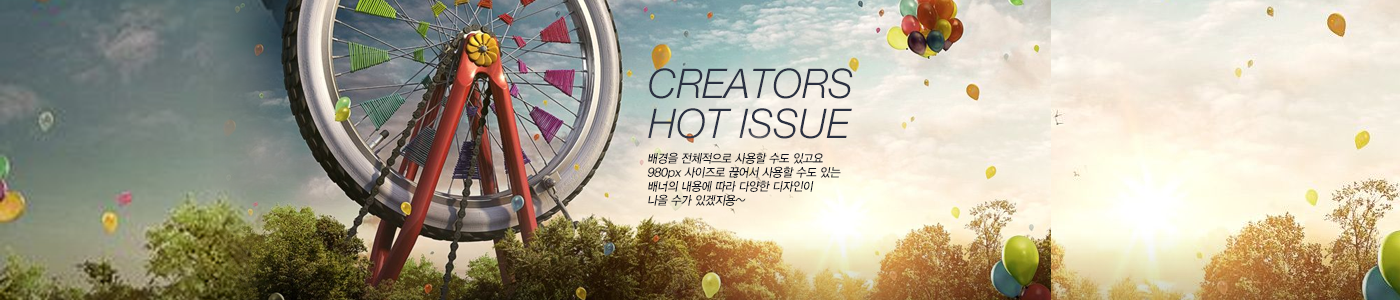 CREATORS
HOT ISSUE
배경을 전체적으로 사용할 수도 있고요
980px 사이즈로 끊어서 사용할 수도 있는
배너의 내용에 따라 다양한 디자인이
나올 수가 있겠지용~